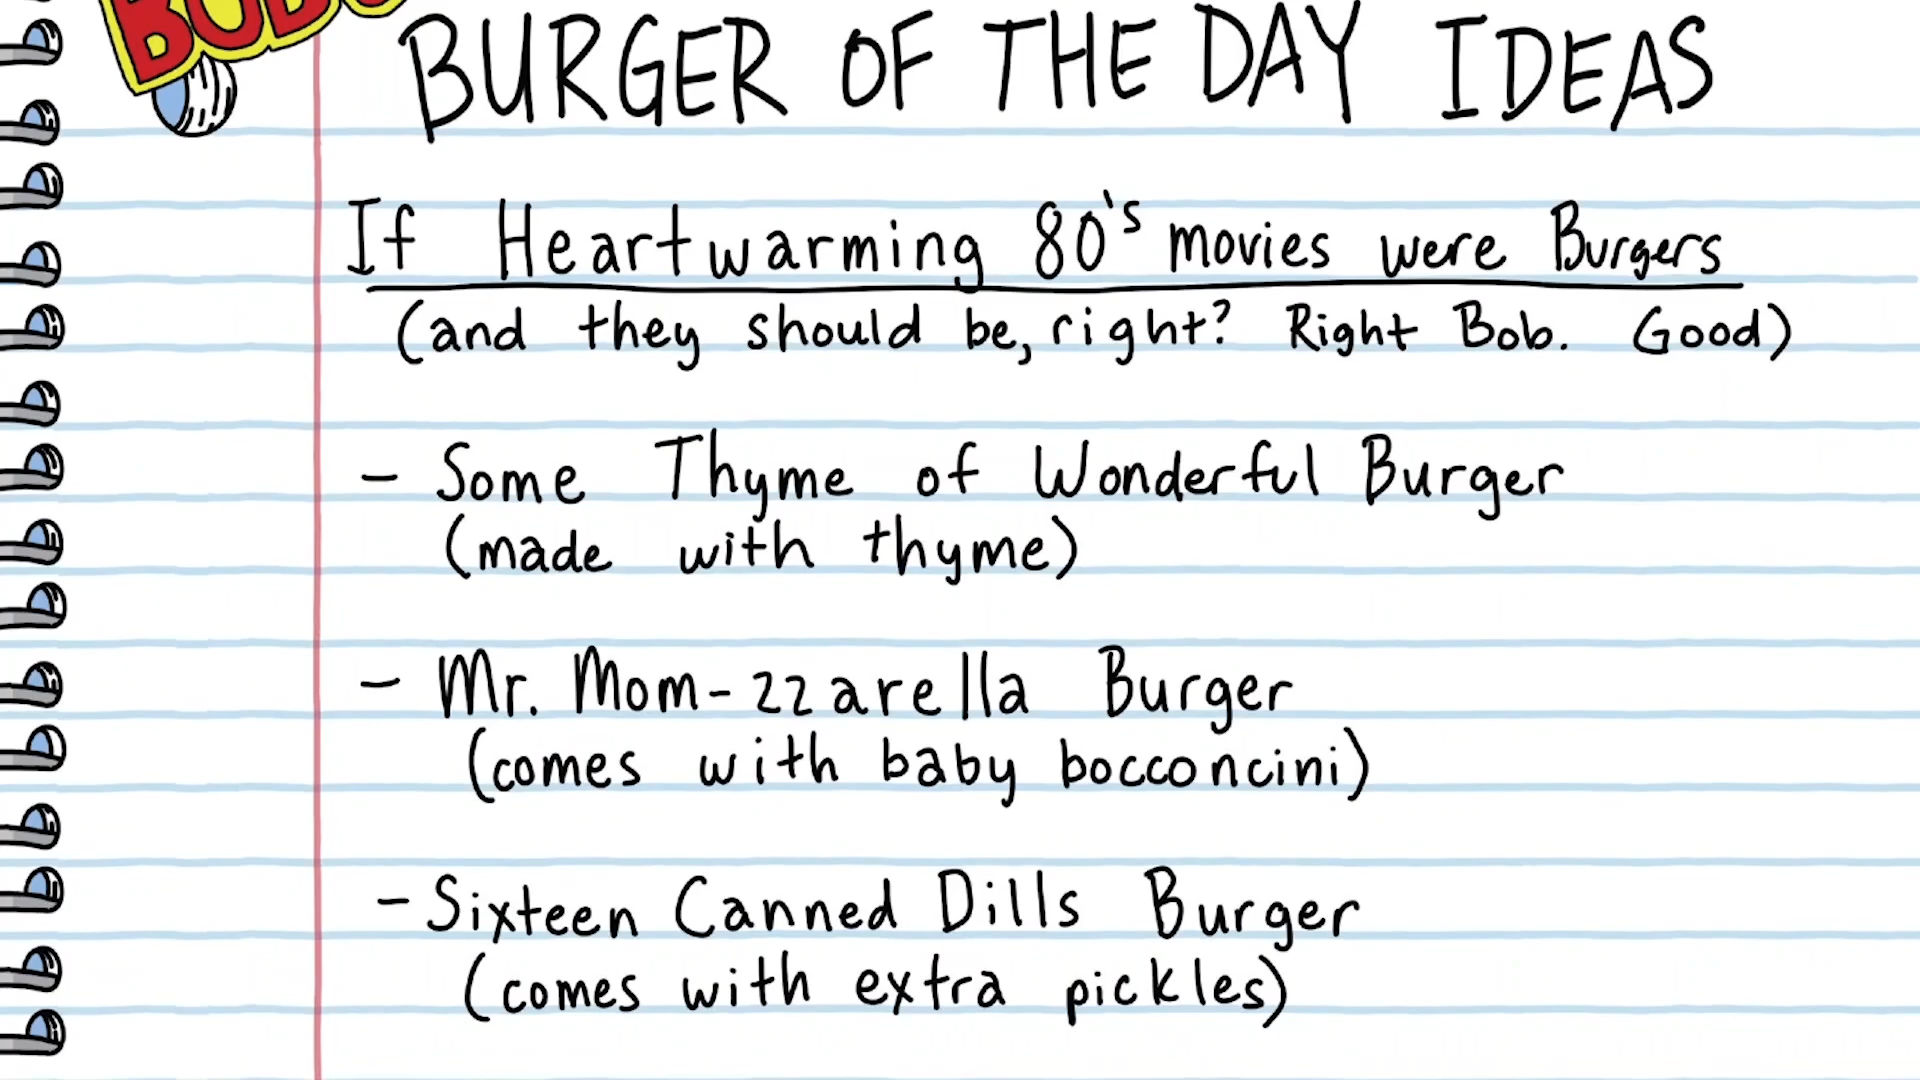 BOB'S
BURGER OF THE DAY IDEAS
If Heartwarming 80's movies were Burgers
(and they should be, right? Right Bob. Good)
- Some Thyme of Wonderful Burger
(made with thyme)
- Mr. Mom-zzarella Burger
(comes with baby bocconcini)
- Sixteen Canned Dills Burger
(comes with extra pickles)